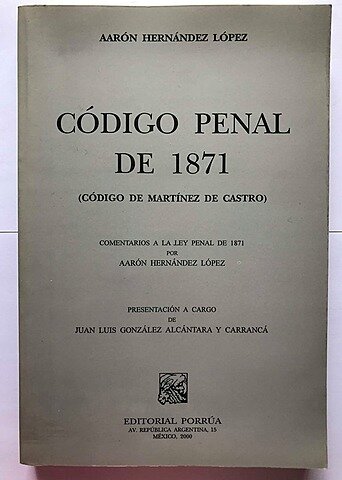 AARÓN HERNÁNDEZ LÓPEZ
CÓDIGO PENAL
DE 1871
(CÓDIGO DE MARTÍNEZ DE CASTRO)
COMENTARIOS A LA LEY PENAL DE 1871
POR
AARÓN HERNÁNDEZ LÓPEZ
PRESENTACIÓN A CARGO
DE
JUAN LUIS GONZÁLEZ ALCÁNTARA Y CARRANCÁ
EDITORIAL PORRÚA
AV. REPÚBLICA ARGENTINA, 15
MÉXICO, 2000